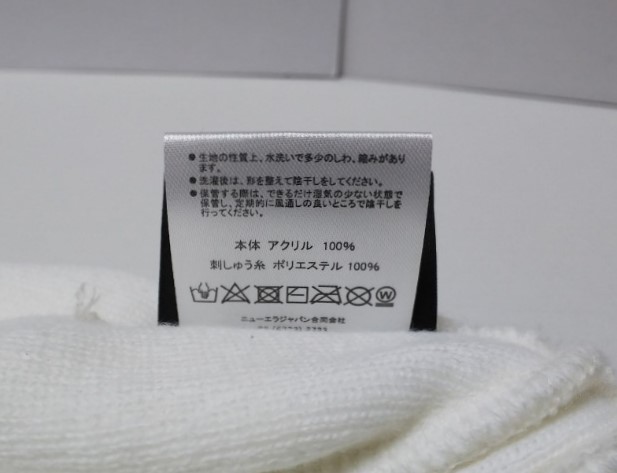 ●生地の性質上、水洗いで多少のしわ、縮みがあり
ます。
●洗濯後は、形を整えて陰干しをしてください。
●保管する際は、できるだけ湿気の少ない状態で
保管し、定期的に風通しの良いところで陰干しを
行ってください。
本体 アクリル 100%
刺しゅう糸 ポリエステル 100%
ニューエラジャパン合同会社